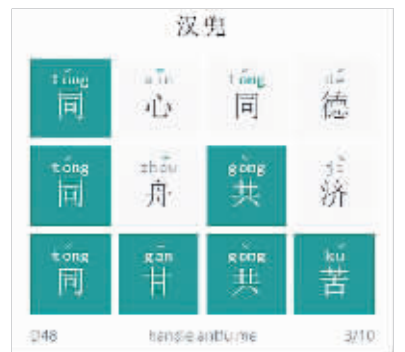 汉兜
tóng xīn tóng dé
同心同德
tóng zhōu gòng jì
同舟共济
tóng gān gòng kǔ
同甘共苦
D48 handle.antfu.me 3/10